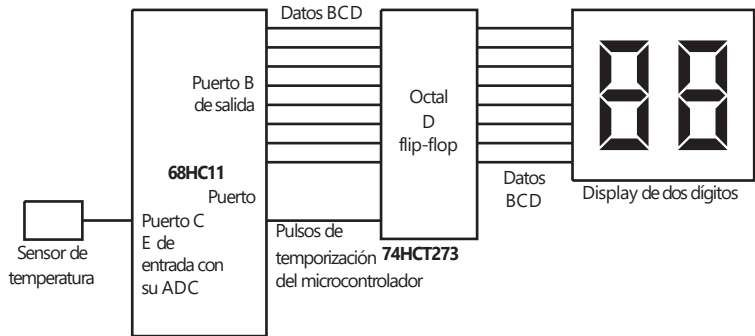 Datos BCD
Puerto B
de salida
68HC11
Puerto
Puerto C
E de
entrada con
su ADC
Sensor de
temperatura
Octal
D
flip-flop
Pulsos de
temporización
del microcontrolador
74HCT273
Datos
BCD
Display de dos dígitos